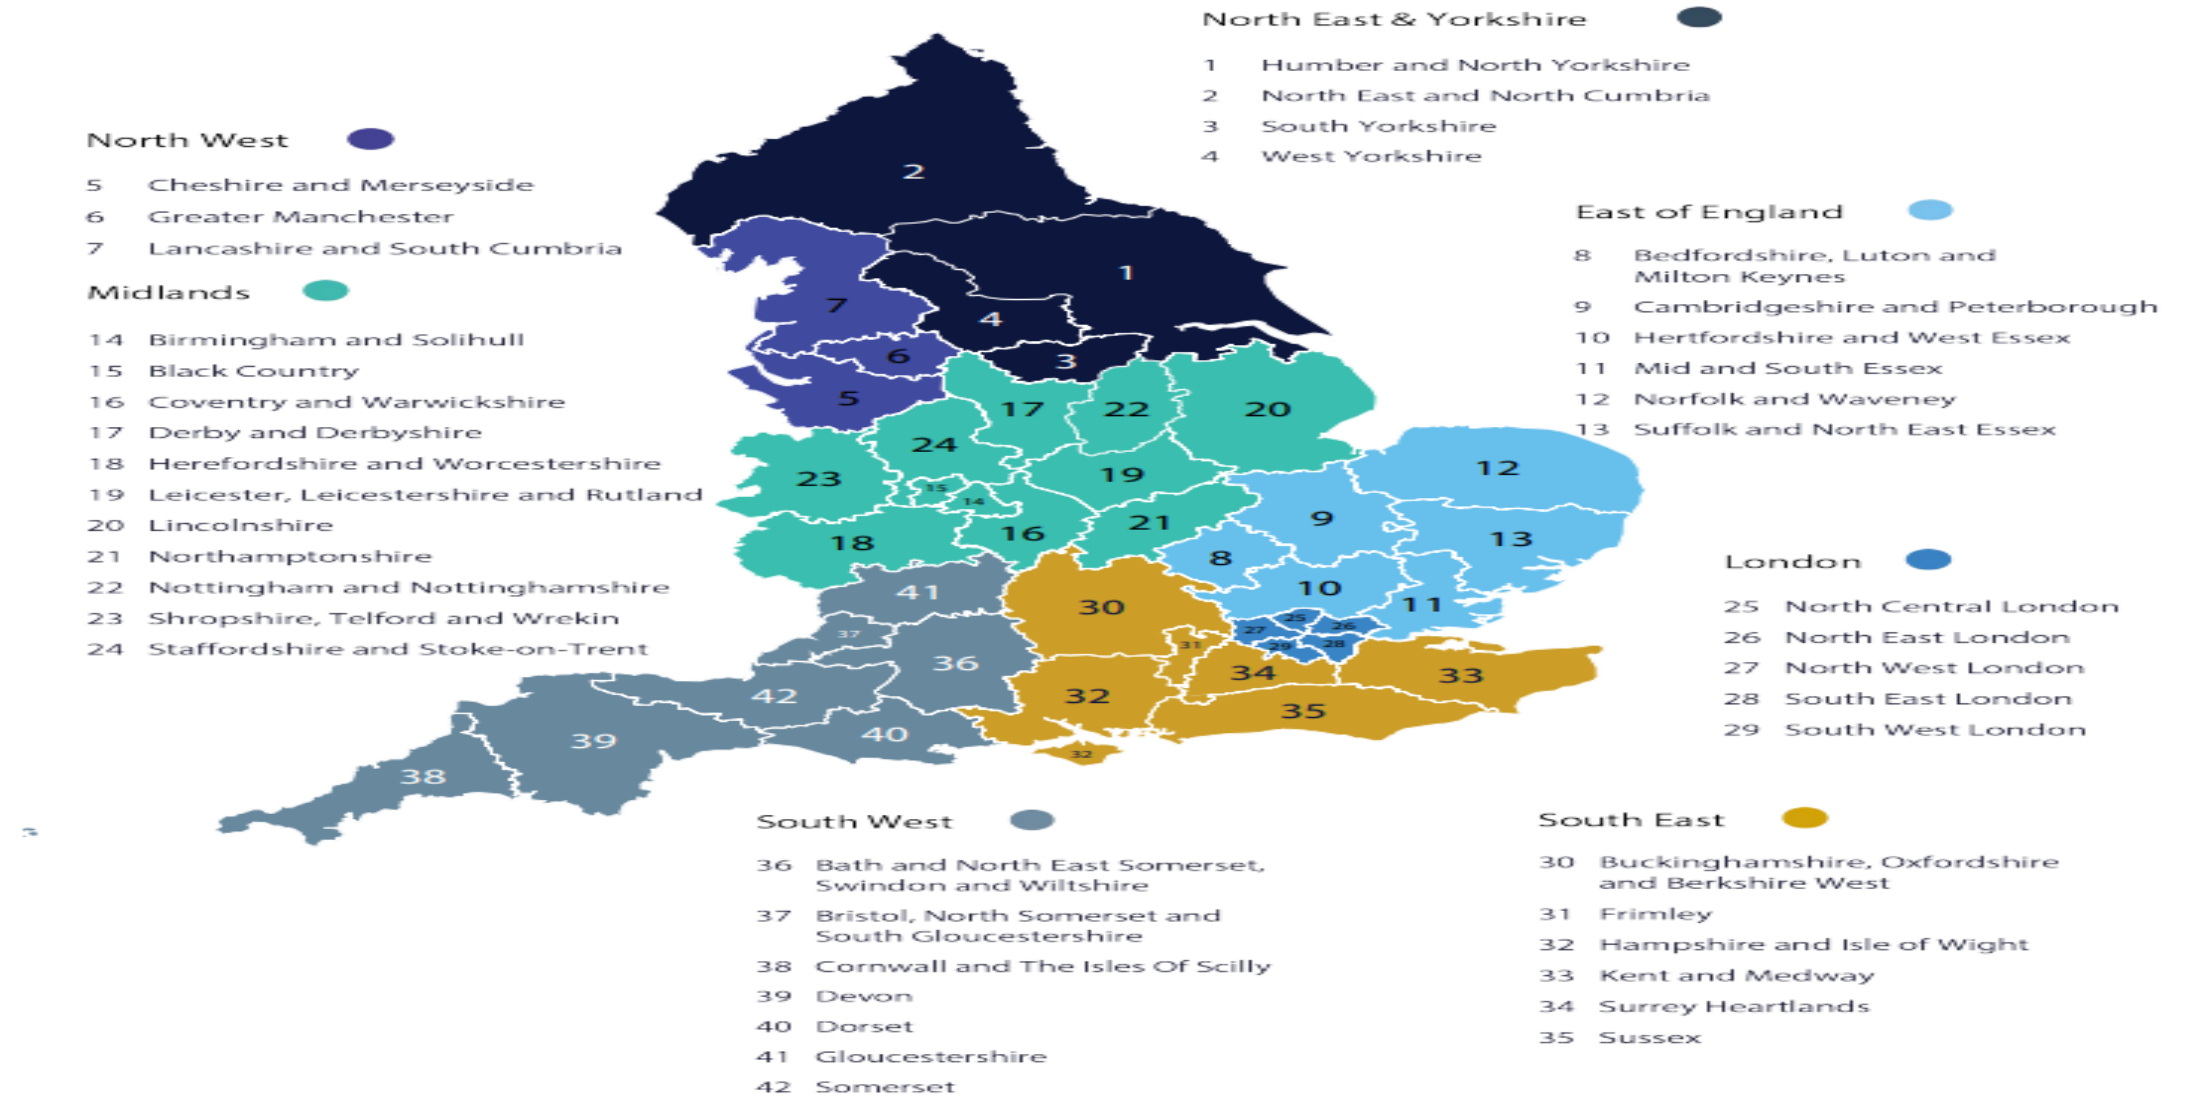 North East & Yorkshire
1 Humber and North Yorkshire
2 North East and North Cumbria
3 South Yorkshire
4 West Yorkshire
North West
5 Cheshire and Merseyside
6 Greater Manchester
7 Lancashire and South Cumbria
Midlands
14 Birmingham and Solihull
15 Black Country
16 Coventry and Warwickshire
17 Derby and Derbyshire
18 Herefordshire and Worcestershire
19 Leicester, Leicestershire and Rutland
20 Lincolnshire
21 Northamptonshire
22 Nottingham and Nottinghamshire
23 Shropshire, Telford and Wrekin
24 Staffordshire and Stoke-on-Trent
East of England
8 Bedfordshire, Luton and
Milton Keynes
9 Cambridgeshire and Peterborough
10 Hertfordshire and West Essex
11 Mid and South Essex
12 Norfolk and Waveney
13 Suffolk and North East Essex
London
25 North Central London
26 North East London
27 North West London
28 South East London
29 South West London
South West
36 Bath and North East Somerset,
Swindon and Wiltshire
37 Bristol, North Somerset and
South Gloucestershire
38 Cornwall and The Isles Of Scilly
39 Devon
40 Dorset
41 Gloucestershire
42 Somerset
South East
30 Buckinghamshire, Oxfordshire
and Berkshire West
31 Frimley
32 Hampshire and Isle of Wight
33 Kent and Medway
34 Surrey Heartlands
35 Sussex
2
1
7
4
6
3
5
17
22
20
24
23
19
12
15
14
9
21
16
13
18
8
10
41
30
11
25
27
26
37
31
29
28
36
34
33
42
32
35
40
39
32
38